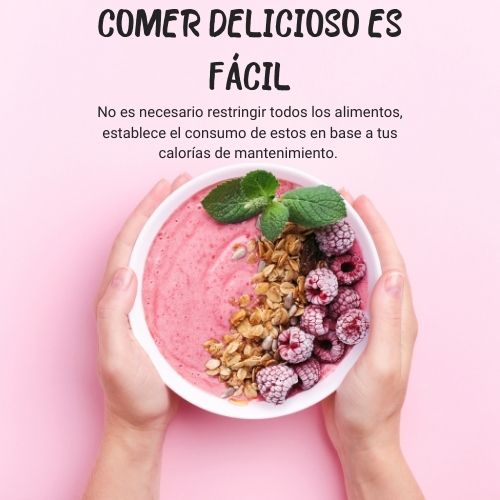 COMER DELICIOSO ES
FÁCIL
No es necesario restringir todos los alimentos,
establece el consumo de estos en base a tus
calorías de mantenimiento.